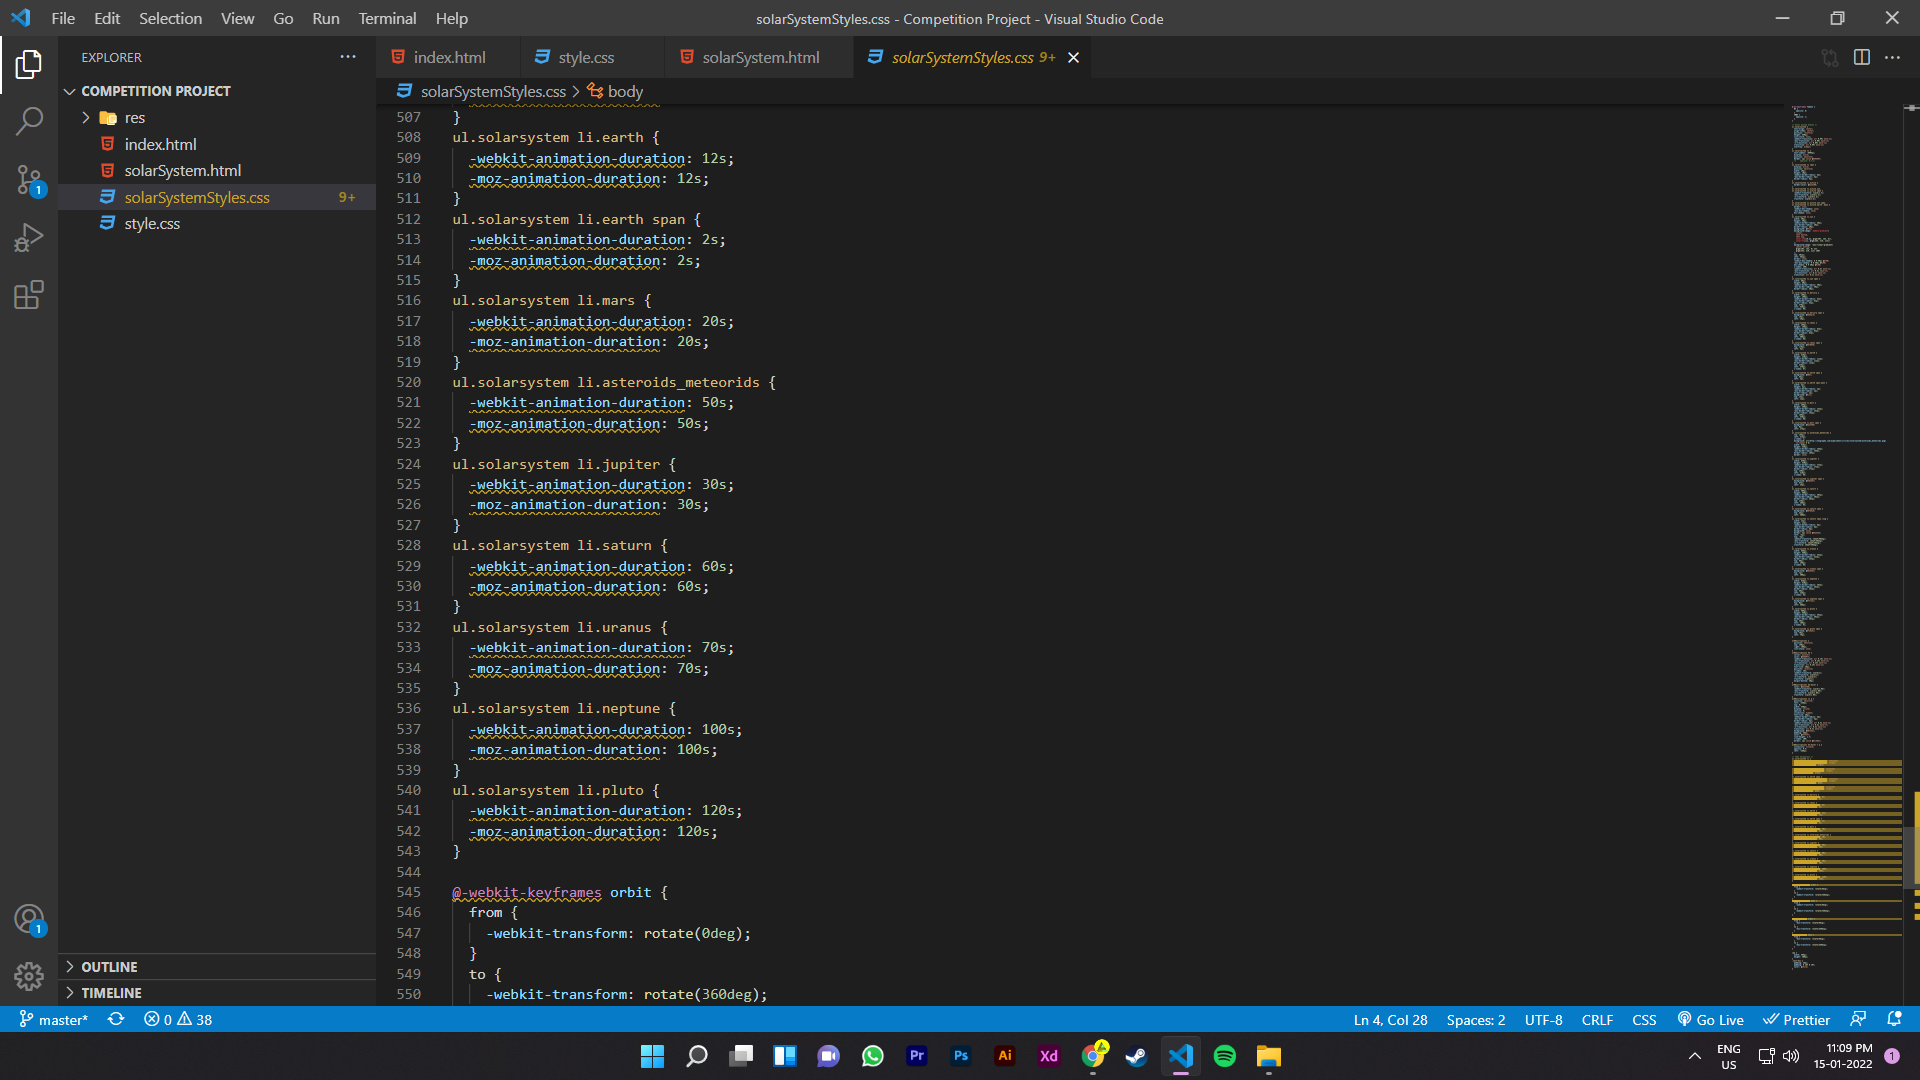 File Edit Selection View Go Run Terminal Help
solarSystemStyles.css - Competition Project - Visual Studio Code
EXPLORER
COMPETITION PROJECT
res
index.html
solarSystem.html
solarSystemStyles.css 9+
style.css
OUTLINE
TIMELINE
index.html style.css solarSystem.html solarSystemStyles.css 9+
solarSystemStyles.css > body
507 }
508 ul.solarsystem li.earth {
509 -webkit-animation-duration: 12s;
510 -moz-animation-duration: 12s;
511 }
512 ul.solarsystem li.earth span {
513 -webkit-animation-duration: 2s;
514 -moz-animation-duration: 2s;
515 }
516 ul.solarsystem li.mars {
517 -webkit-animation-duration: 20s;
518 -moz-animation-duration: 20s;
519 }
520 ul.solarsystem li.asteroids_meteorids {
521 -webkit-animation-duration: 50s;
522 -moz-animation-duration: 50s;
523 }
524 ul.solarsystem li.jupiter {
525 -webkit-animation-duration: 30s;
526 -moz-animation-duration: 30s;
527 }
528 ul.solarsystem li.saturn {
529 -webkit-animation-duration: 60s;
530 -moz-animation-duration: 60s;
531 }
532 ul.solarsystem li.uranus {
533 -webkit-animation-duration: 70s;
534 -moz-animation-duration: 70s;
535 }
536 ul.solarsystem li.neptune {
537 -webkit-animation-duration: 100s;
538 -moz-animation-duration: 100s;
539 }
540 ul.solarsystem li.pluto {
541 -webkit-animation-duration: 120s;
542 -moz-animation-duration: 120s;
543 }
544
545 @-webkit-keyframes orbit {
546 from {
547 -webkit-transform: rotate(0deg);
548 }
549 to {
550 -webkit-transform: rotate(360deg);
1
1
master* 0 38 Ln 4, Col 28 Spaces: 2 UTF-8 CRLF CSS Go Live Prettier
Pr Ps Ai Xd
ENG
US
11:09 PM
15-01-2022
1